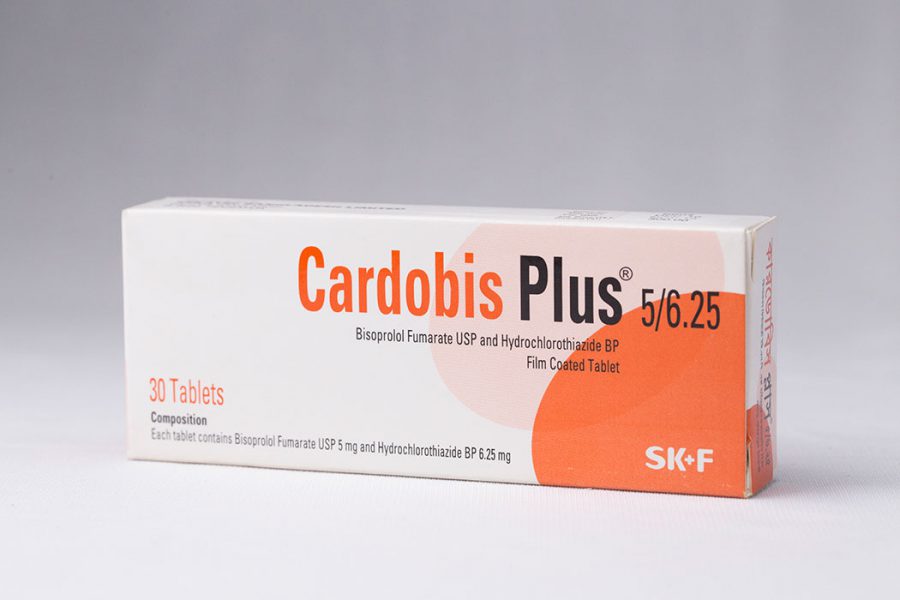 Cardobis Plus® 5/6.25
Bisoprolol Fumarate USP and Hydrochlorothiazide BP
Film Coated Tablet
30 Tablets
Composition
Each tablet contains Bisoprolol Fumarate USP 5 mg and Hydrochlorothiazide BP 6.25 mg
SK+F
কার্ডোবিস প্লাস